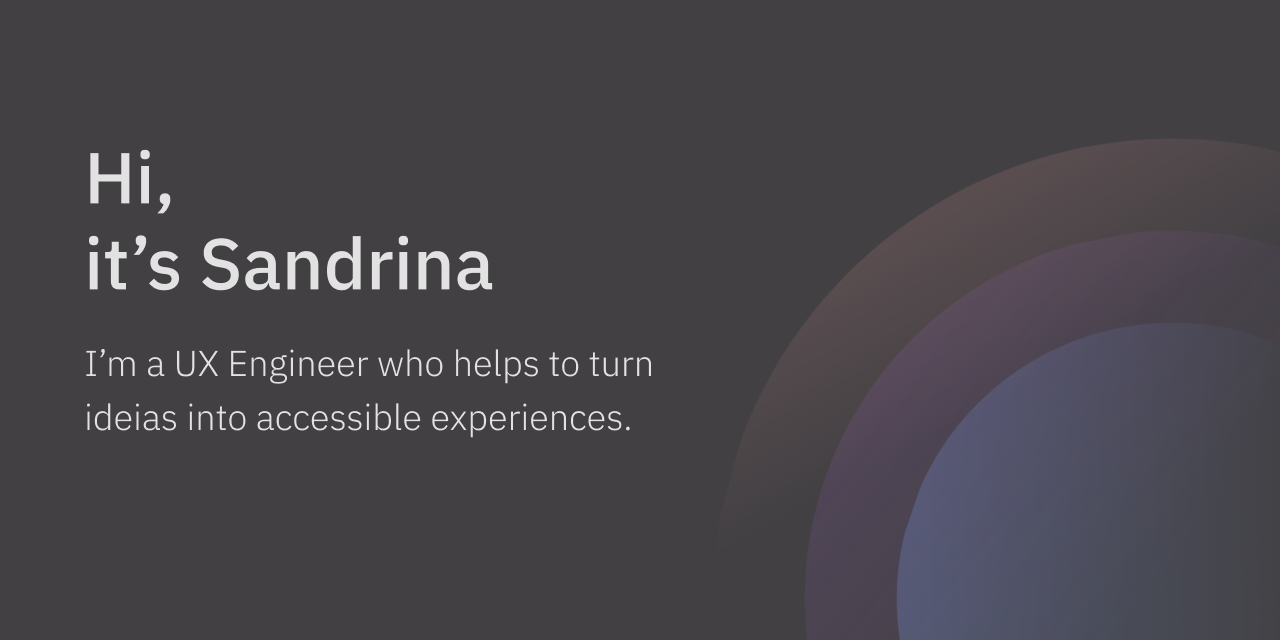 Hi,
it’s Sandrina
I’m a UX Engineer who helps to turn
ideias into accessible experiences.